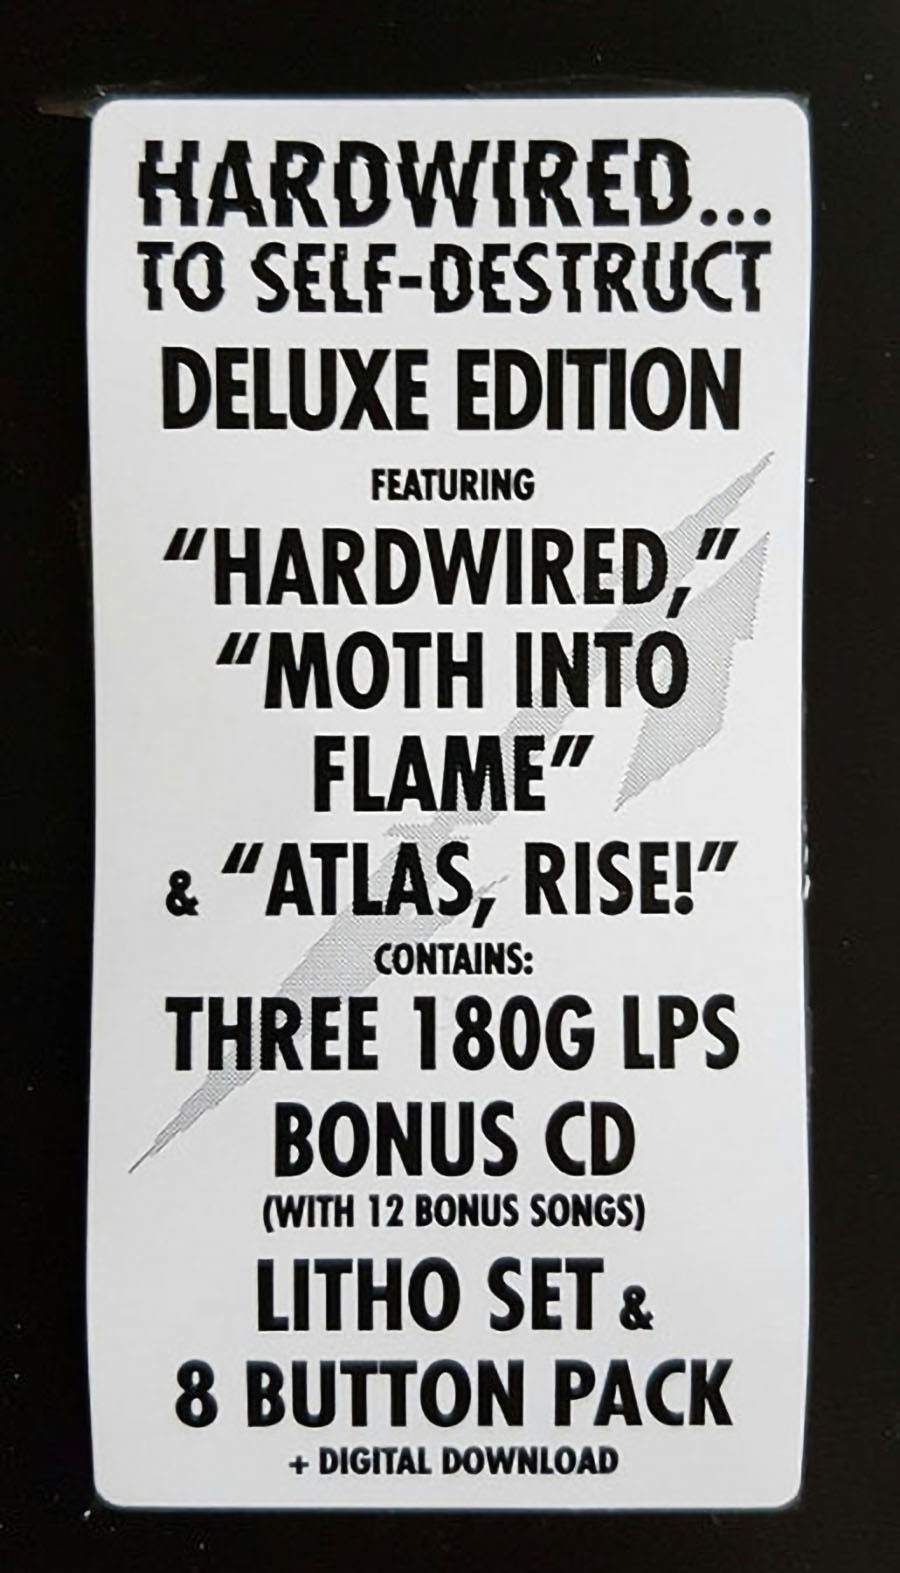 HARDWIRED...
TO SELF-DESTRUCT
DELUXE EDITION
FEATURING
“HARDWIRED,”
“MOTH INTO
FLAME”
& “ATLAS, RISE!”
CONTAINS:
THREE 180G LPS
BONUS CD
(WITH 12 BONUS SONGS)
LITHO SET &
8 BUTTON PACK
+ DIGITAL DOWNLOAD